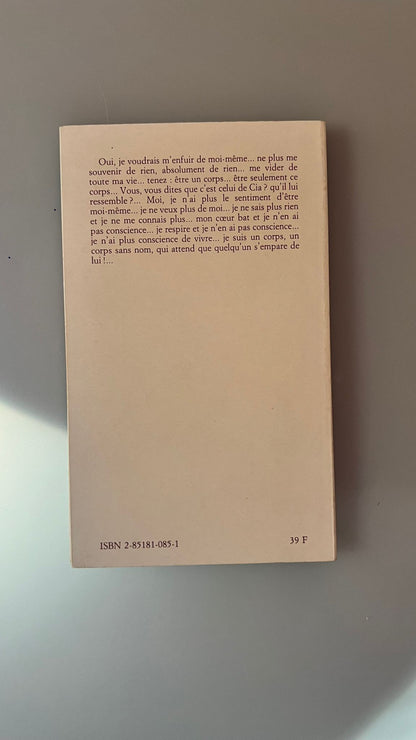 Oui, je voudrais m'enfuir de moi-même... ne plus me
souvenir de rien, absolument de rien... me vider de
toute ma vie... tenez : être un corps... être seulement ce
corps... Vous, vous dites que c'est celui de Cia ? qu'il lui
ressemble ?... Moi, je n'ai plus le sentiment d'être
moi-même... je ne veux plus de moi... je ne sais plus rien
et je ne me connais plus... mon cœur bat et je n'en ai
pas conscience... je respire et je n'en ai pas conscience...
je n'ai plus conscience de vivre... je suis un corps, un
corps sans nom, qui attend que quelqu'un s'empare de
lui !...
ISBN 2-85181-085-1
39 F